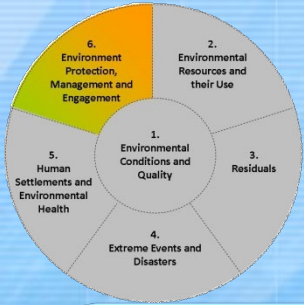 1.
Environmental
Conditions and
Quality
2.
Environmental
Resources and
their Use
3.
Residuals
4.
Extreme Events and
Disasters
5.
Human
Settlements and
Environmental
Health
6.
Environment
Protection,
Management and
Engagement